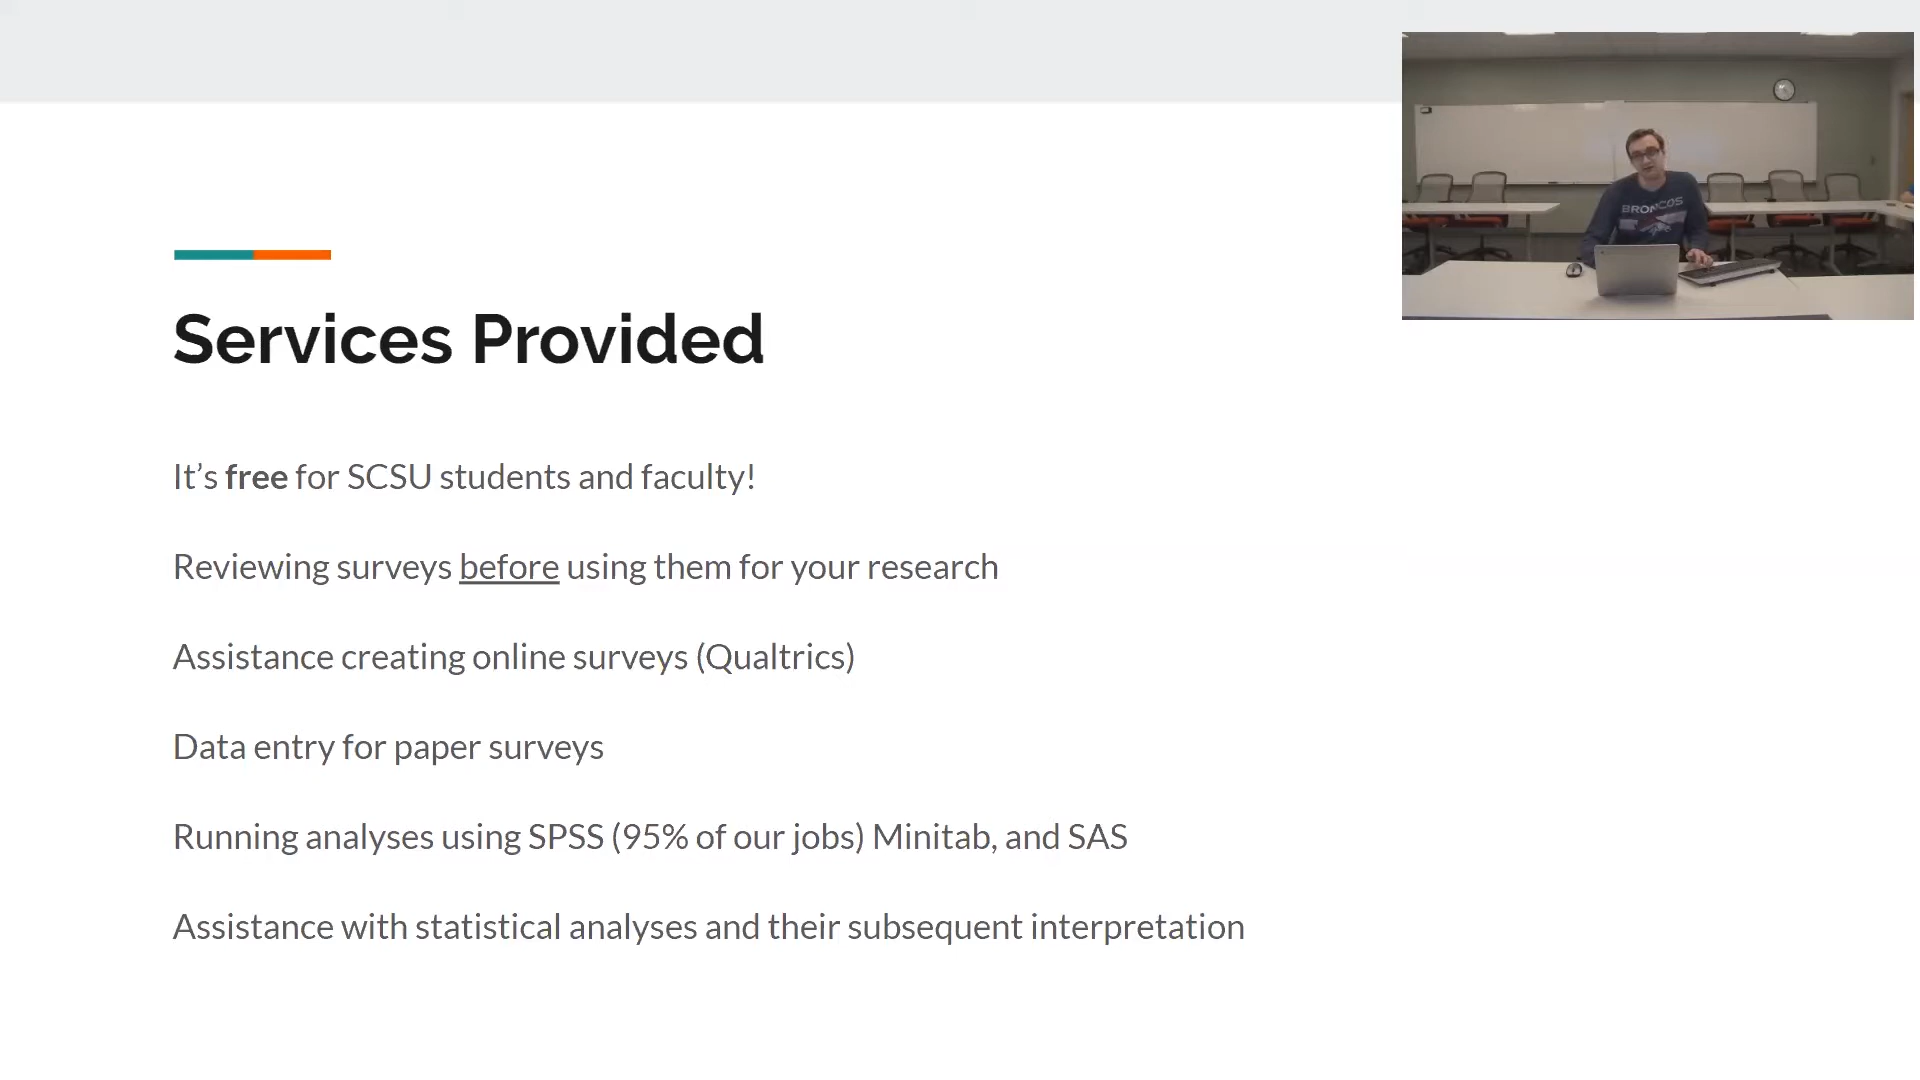 BRONCOS
Services Provided
It’s free for SCSU students and faculty!
Reviewing surveys before using them for your research
Assistance creating online surveys (Qualtrics)
Data entry for paper surveys
Running analyses using SPSS (95% of our jobs) Minitab, and SAS
Assistance with statistical analyses and their subsequent interpretation